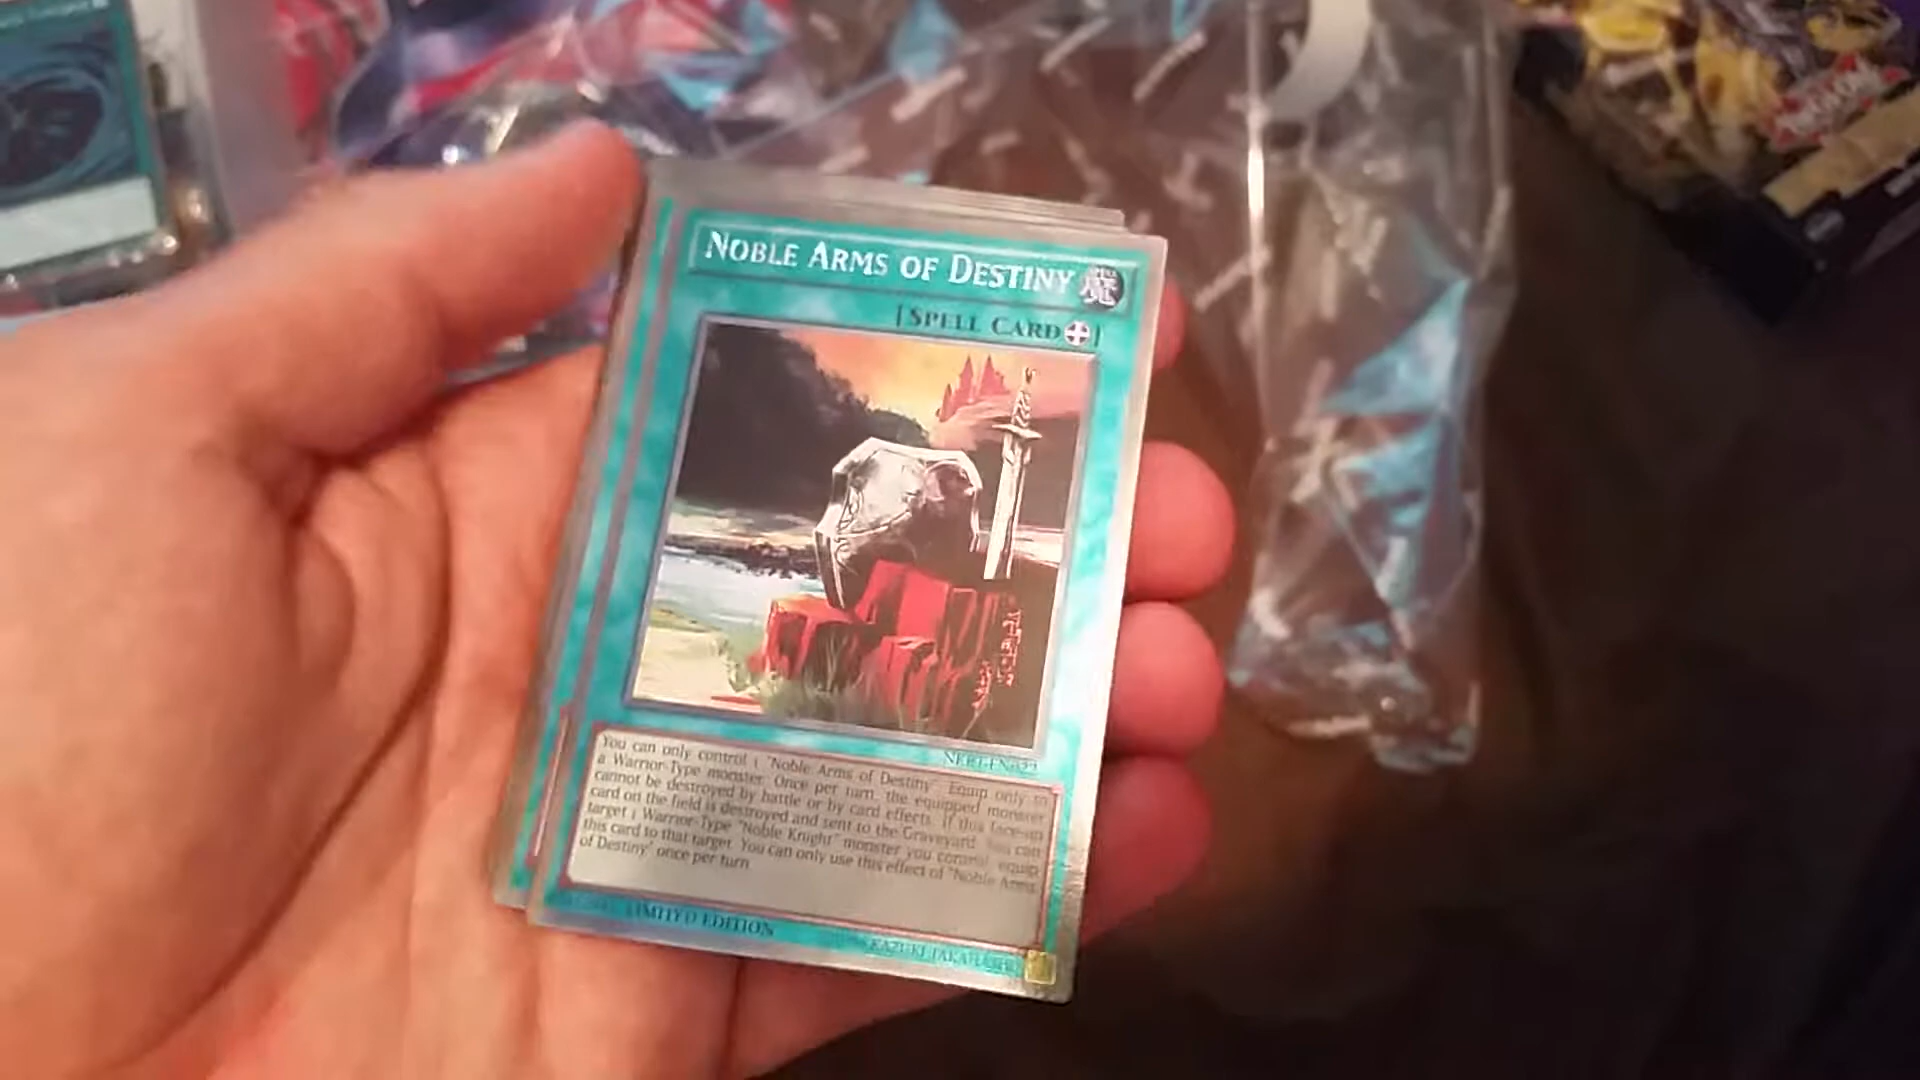 NOBLE ARMS OF DESTINY
魔
[SPELL CARD ]
You can only control 1 "Noble Arms of Destiny". Equip only to
a Warrior-Type monster. Once per turn, the equipped monster
cannot be destroyed by battle or by card effects. If this face-up
card on the field is destroyed and sent to the Graveyard: You can
target 1 Warrior-Type "Noble Knight" monster you control; equip
this card to that target. You can only use this effect of "Noble Arms
of Destiny" once per turn.
LIMITED EDITION
KAZUKI TAKAHASHI